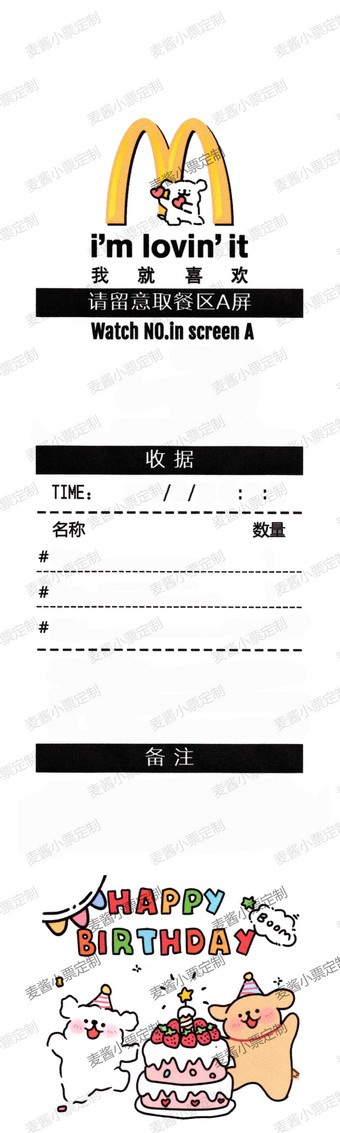 i'm lovin' it
我就喜欢
请留意取餐区A屏
Watch NO.in screen A
收据
TIME: / / : :
名称 数量
#
#
#
备注
HAPPY
Boom
BIRTHDAY
麦酱小票定制